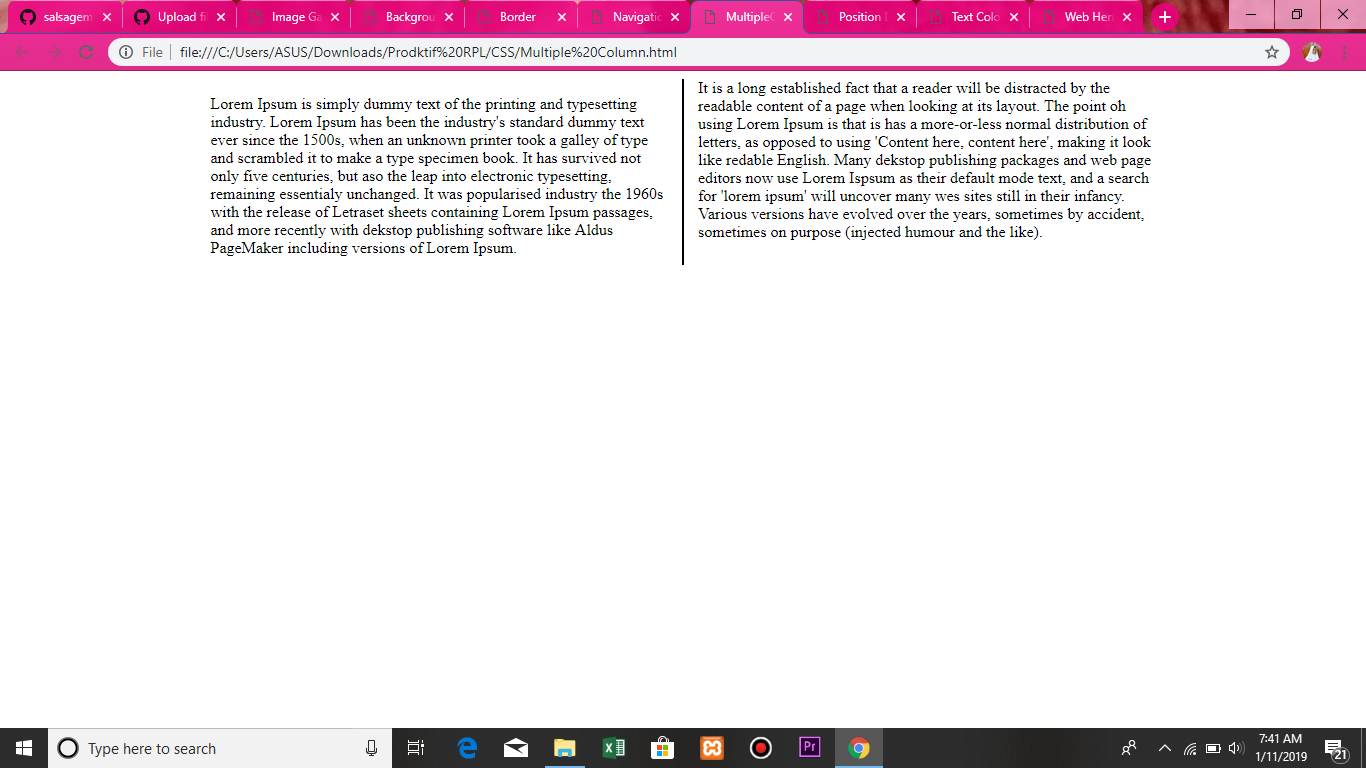 salsagem
Upload fi
Image Ga
Backgrou
Border
Navigatio
MultipleC
Position
Text Colo
Web Hem
File
file:///C:/Users/ASUS/Downloads/Prodktif%20RPL/CSS/Multiple%20Column.html
Lorem Ipsum is simply dummy text of the printing and typesetting
industry. Lorem Ipsum has been the industry's standard dummy text
ever since the 1500s, when an unknown printer took a galley of type
and scrambled it to make a type specimen book. It has survived not
only five centuries, but aso the leap into electronic typesetting,
remaining essentialy unchanged. It was popularised industry the 1960s
with the release of Letraset sheets containing Lorem Ipsum passages,
and more recently with dekstop publishing software like Aldus
PageMaker including versions of Lorem Ipsum.
It is a long established fact that a reader will be distracted by the
readable content of a page when looking at its layout. The point oh
using Lorem Ipsum is that is has a more-or-less normal distribution of
letters, as opposed to using 'Content here, content here', making it look
like redable English. Many dekstop publishing packages and web page
editors now use Lorem Ispsum as their default mode text, and a search
for 'lorem ipsum' will uncover many wes sites still in their infancy.
Various versions have evolved over the years, sometimes by accident,
sometimes on purpose (injected humour and the like).
Type here to search
Pr
7:41 AM
1/11/2019
21